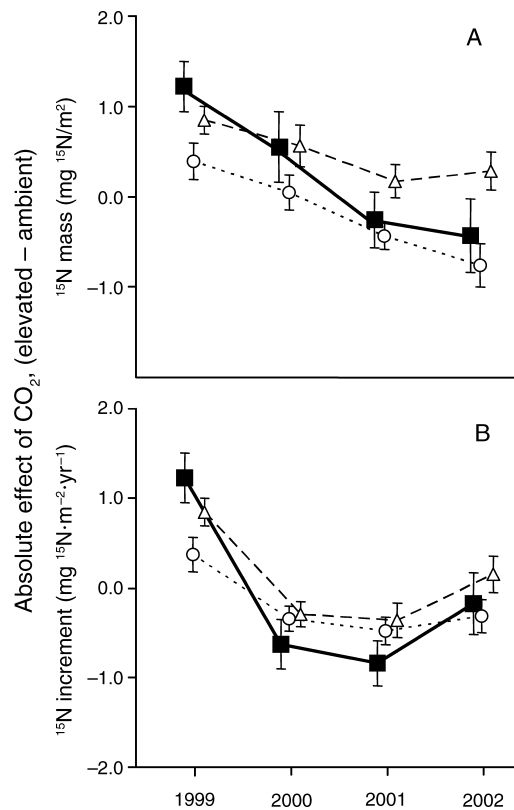 Absolute effect of CO₂, (elevated – ambient)
¹⁵N mass (mg ¹⁵N/m²)
2.0
A
1.0
0.0
–1.0
¹⁵N increment (mg ¹⁵N·m⁻²·yr⁻¹)
2.0
B
1.0
0.0
–1.0
–2.0
1999 2000 2001 2002